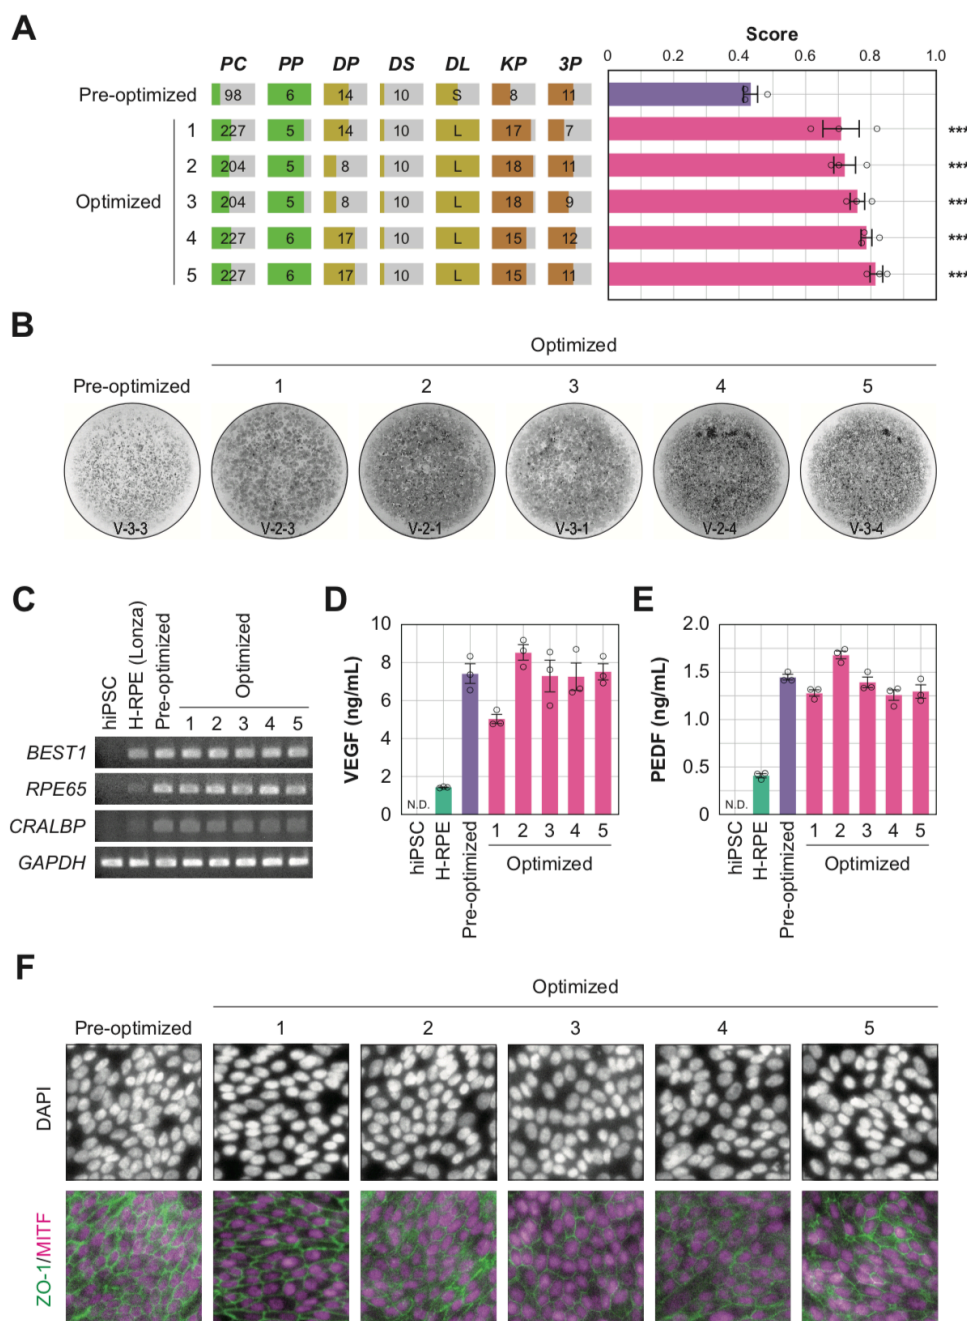 A
Score
PC PP DP DS DL KP 3P
0 0.2 0.4 0.6 0.8 1.0
Pre-optimized 98 6 14 10 S 8 11
1 227 5 14 10 L 17 7 ***
2 204 5 8 10 L 18 11 ***
Optimized 3 204 5 8 10 L 18 9 ***
4 227 6 17 10 L 15 12 ***
5 227 6 17 10 L 15 11 ***
B
Optimized
Pre-optimized 1 2 3 4 5
V-3-3 V-2-3 V-2-1 V-3-1 V-2-4 V-3-4
C
hiPSC
H-RPE (Lonza)
Pre-optimized
Optimized
1 2 3 4 5
BEST1
RPE65
CRALBP
GAPDH
D
VEGF (ng/mL)
10
8
6
4
2
0
N.D.
hiPSC
H-RPE
Pre-optimized
1 2 3 4 5
Optimized
E
PEDF (ng/mL)
2.0
1.5
1.0
0.5
0
N.D.
hiPSC
H-RPE
Pre-optimized
1 2 3 4 5
Optimized
F
Optimized
Pre-optimized 1 2 3 4 5
DAPI
ZO-1/MITF